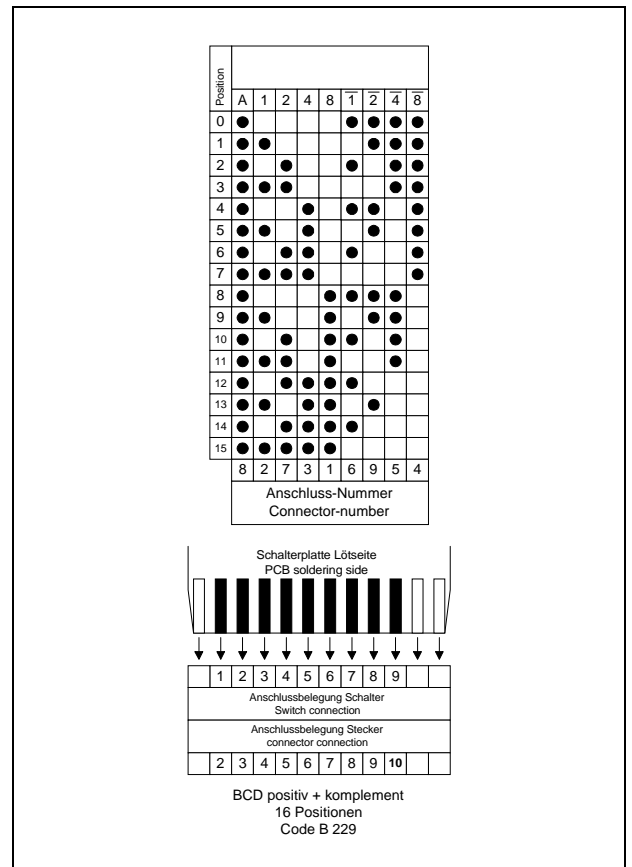 Position
A 1 2 4 8 1̅ 2̅ 4̅ 8̅
0 ● ● ● ● ●
1 ● ● ● ● ●
2 ● ● ● ● ●
3 ● ● ● ● ●
4 ● ● ● ● ●
5 ● ● ● ● ●
6 ● ● ● ● ●
7 ● ● ● ● ●
8 ● ● ● ● ●
9 ● ● ● ● ●
10 ● ● ● ● ●
11 ● ● ● ● ●
12 ● ● ● ● ●
13 ● ● ● ● ●
14 ● ● ● ● ●
15 ● ● ● ● ●
8 2 7 3 1 6 9 5 4
Anschluss-Nummer
Connector-number
Schalterplatte Lötseite
PCB soldering side
1 2 3 4 5 6 7 8 9
Anschlussbelegung Schalter
Switch connection
Anschlussbelegung Stecker
connector connection
2 3 4 5 6 7 8 9 10
BCD positiv + komplement
16 Positionen
Code B 229